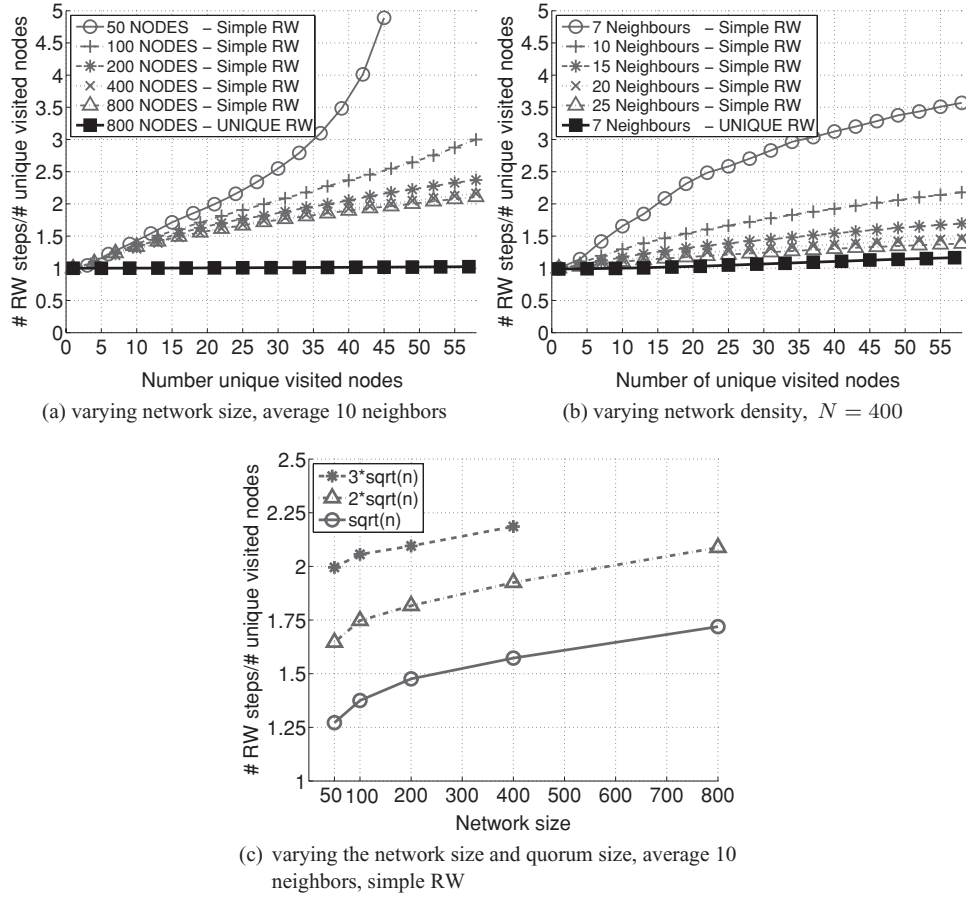 5
4.5
4
3.5
3
2.5
2
1.5
1
0.5
0
# RW steps/# unique visited nodes
50 NODES – Simple RW
100 NODES – Simple RW
200 NODES – Simple RW
400 NODES – Simple RW
800 NODES – Simple RW
800 NODES – UNIQUE RW
0 5 10 15 20 25 30 35 40 45 50 55
Number unique visited nodes
(a) varying network size, average 10 neighbors
5
4.5
4
3.5
3
2.5
2
1.5
1
0.5
0
# RW steps/# unique visited nodes
7 Neighbours – Simple RW
10 Neighbours – Simple RW
15 Neighbours – Simple RW
20 Neighbours – Simple RW
25 Neighbours – Simple RW
7 Neighbours – UNIQUE RW
0 5 10 15 20 25 30 35 40 45 50 55
Number of unique visited nodes
(b) varying network density, N = 400
2.5
2.25
2
1.75
1.5
1.25
1
# RW steps/# unique visited nodes
3*sqrt(n)
2*sqrt(n)
sqrt(n)
50 100 200 300 400 500 600 700 800
Network size
(c) varying the network size and quorum size, average 10
neighbors, simple RW